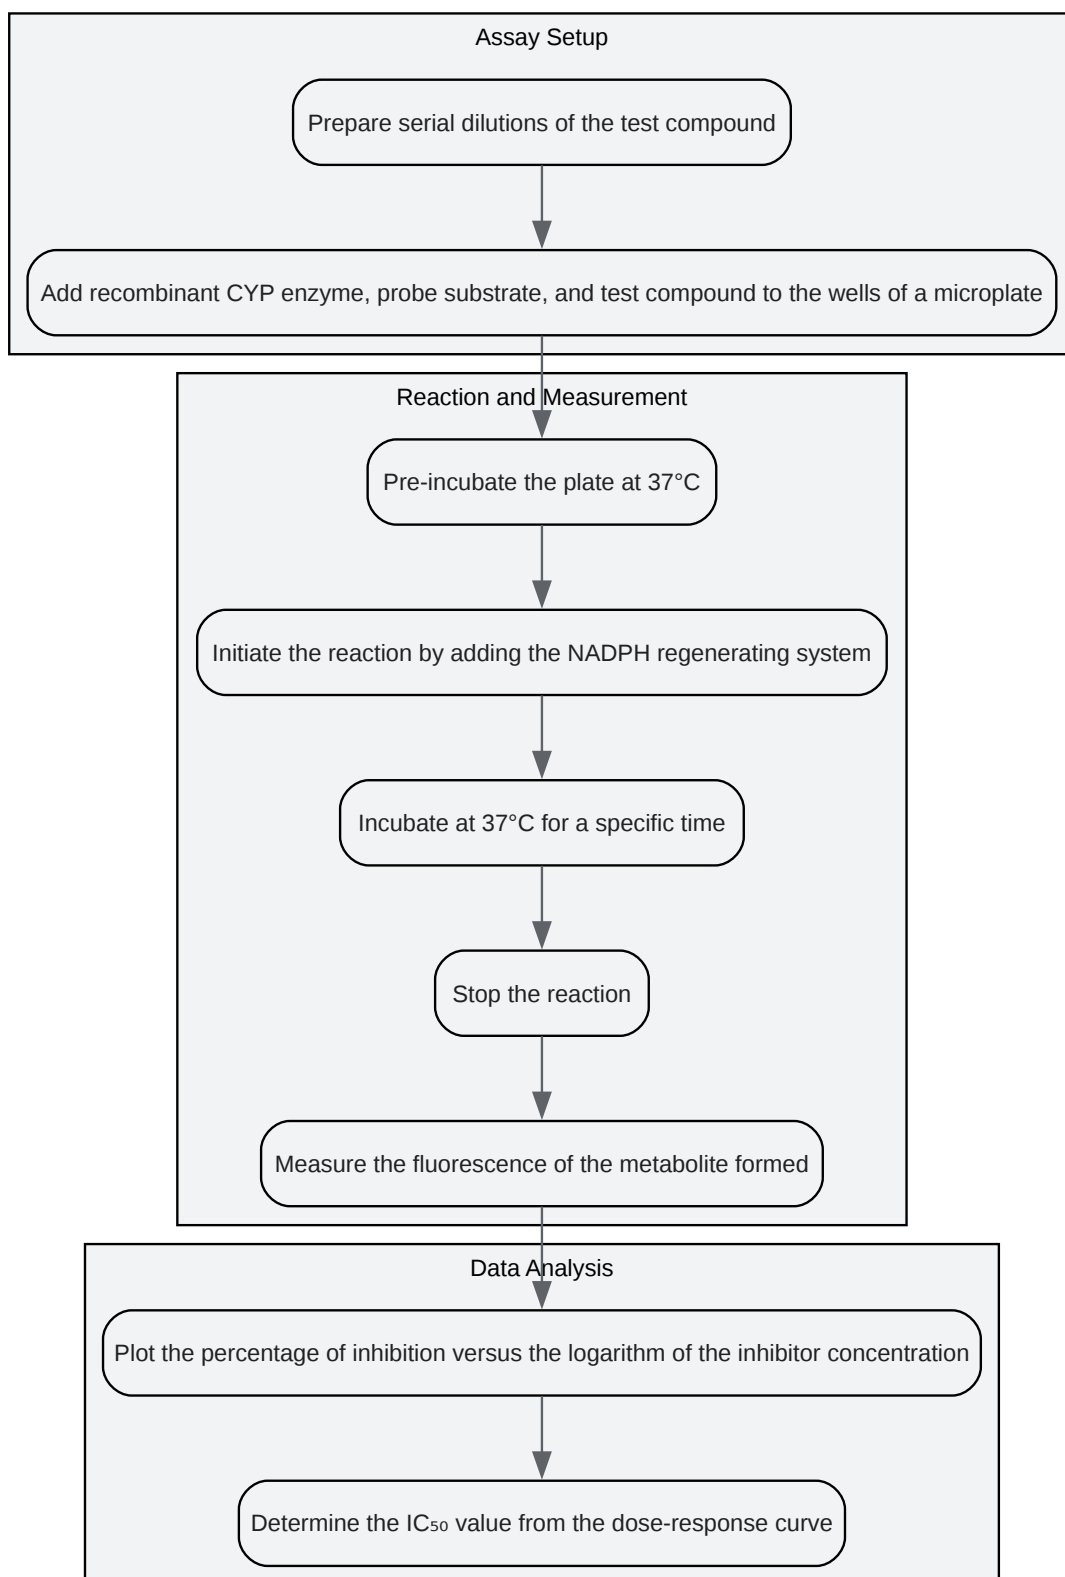 Assay Setup
Prepare serial dilutions of the test compound
Add recombinant CYP enzyme, probe substrate, and test compound to the wells of a microplate
Reaction and Measurement
Pre-incubate the plate at 37°C
Initiate the reaction by adding the NADPH regenerating system
Incubate at 37°C for a specific time
Stop the reaction
Measure the fluorescence of the metabolite formed
Data Analysis
Plot the percentage of inhibition versus the logarithm of the inhibitor concentration
Determine the IC₅₀ value from the dose-response curve